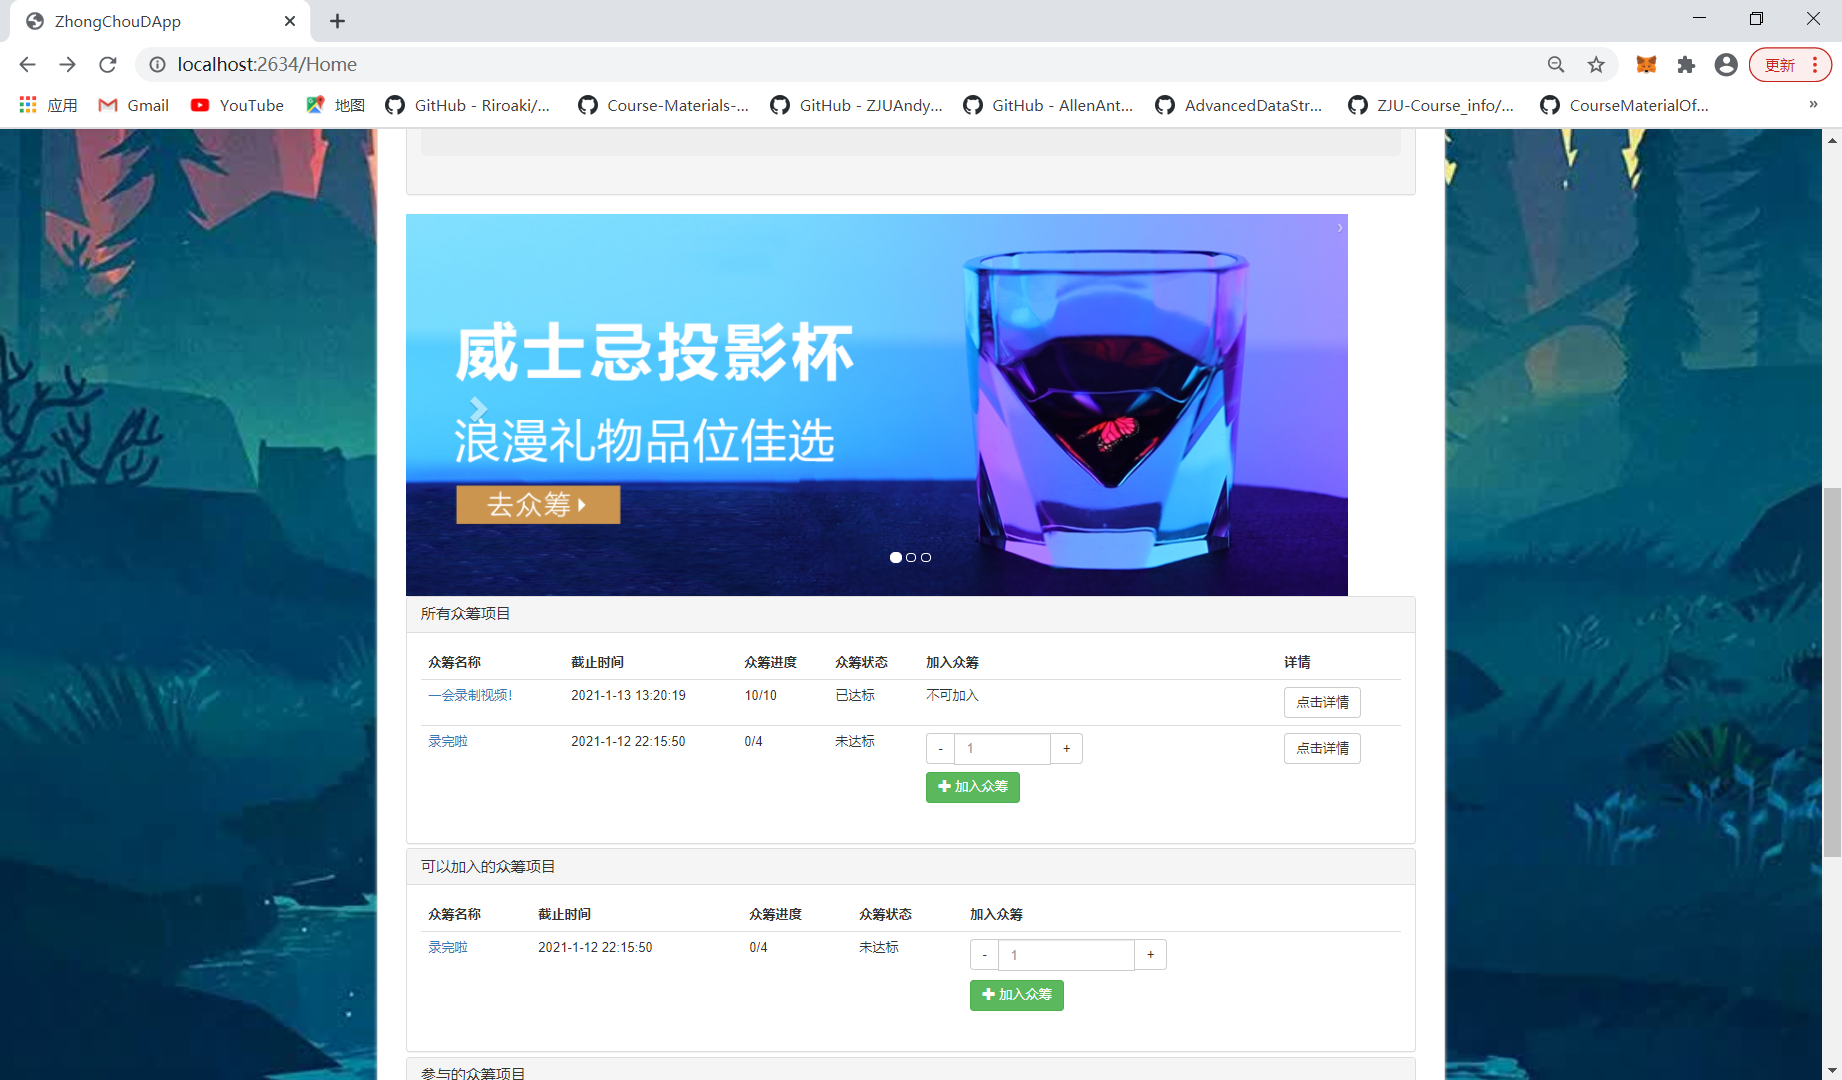 ZhongChouDApp
localhost:2634/Home
更新
应用
Gmail
YouTube
地图
GitHub - Riroaki/...
Course-Materials-...
GitHub - ZJUAndy...
GitHub - AllenAnt...
AdvancedDataStr...
ZJU-Course_info/...
CourseMaterialOf...
»
威士忌投影杯
浪漫礼物品位佳选
去众筹
所有众筹项目
众筹名称 截止时间 众筹进度 众筹状态 加入众筹 详情
一会录制视频! 2021-1-13 13:20:19 10/10 已达标 不可加入 点击详情
录完啦 2021-1-12 22:15:50 0/4 未达标 - 1 + 点击详情
加入众筹
可以加入的众筹项目
众筹名称 截止时间 众筹进度 众筹状态 加入众筹
录完啦 2021-1-12 22:15:50 0/4 未达标 - 1 +
加入众筹
参与的众筹项目